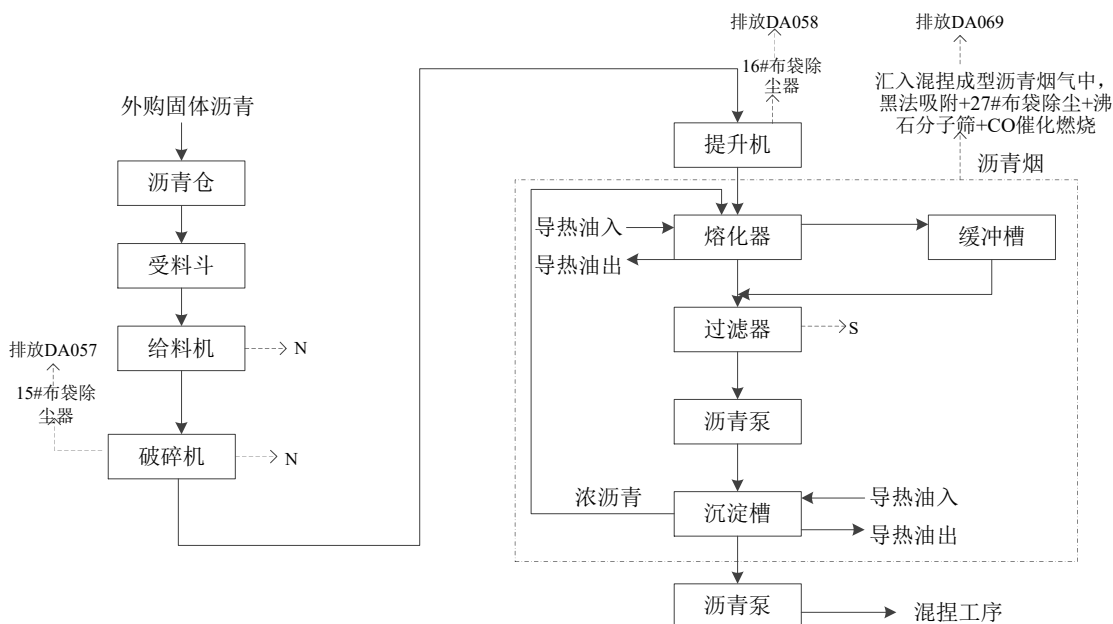 外购固体沥青
沥青仓
受料斗
给料机
N
排放DA057
15#布袋除
尘器
破碎机
N
排放DA058
16#布袋除
尘器
提升机
排放DA069
汇入混捏成型沥青烟气中，
黑法吸附+27#布袋除尘+沸
石分子筛+CO催化燃烧
沥青烟
导热油入
熔化器
缓冲槽
导热油出
过滤器
S
沥青泵
浓沥青
沉淀槽
导热油入
导热油出
沥青泵
混捏工序